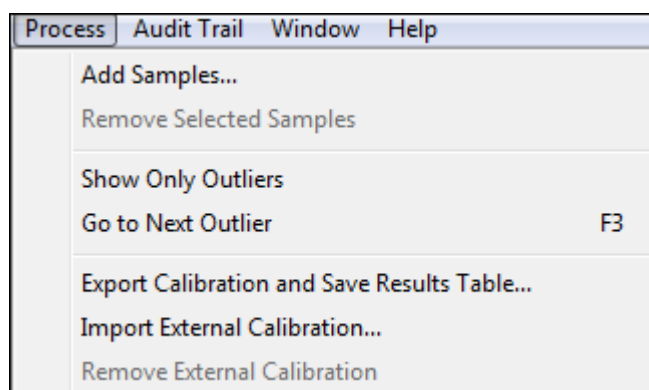 Process Audit Trail Window Help
Add Samples...
Remove Selected Samples
Show Only Outliers
Go to Next Outlier F3
Export Calibration and Save Results Table...
Import External Calibration...
Remove External Calibration